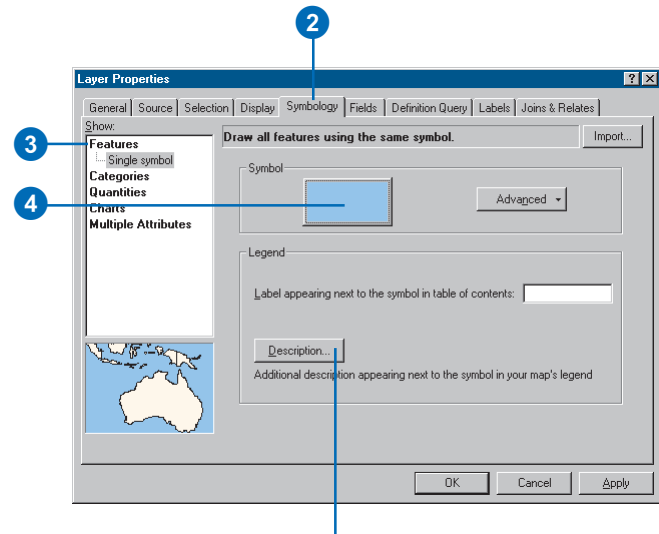 2
Layer Properties
General Source Selection Display Symbology Fields Definition Query Labels Joins & Relates
Show:
3
Features
Single symbol
Categories
Quantities
Charts
Multiple Attributes
Draw all features using the same symbol.
Import...
Symbol
4
Advanced
Legend
Label appearing next to the symbol in table of contents:
Description...
Additional description appearing next to the symbol in your map's legend
OK Cancel Apply